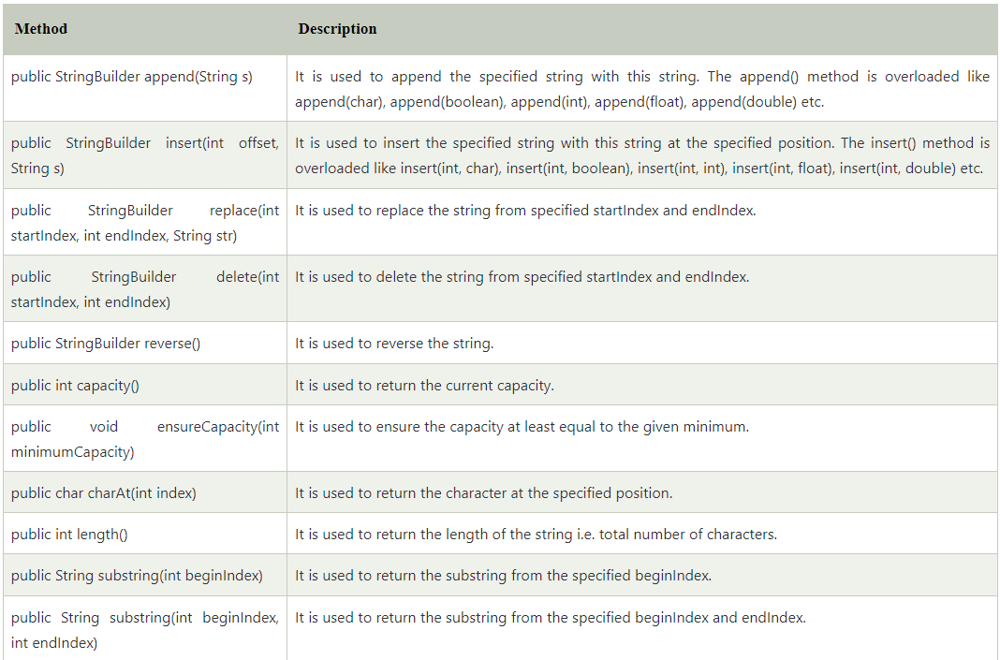 Method Description
public StringBuilder append(String s) It is used to append the specified string with this string. The append() method is overloaded like
append(char), append(boolean), append(int), append(float), append(double) etc.
public StringBuilder insert(int offset, It is used to insert the specified string with this string at the specified position. The insert() method is
String s) overloaded like insert(int, char), insert(int, boolean), insert(int, int), insert(int, float), insert(int, double) etc.
public StringBuilder replace(int It is used to replace the string from specified startIndex and endIndex.
startIndex, int endIndex, String str)
public StringBuilder delete(int It is used to delete the string from specified startIndex and endIndex.
startIndex, int endIndex)
public StringBuilder reverse() It is used to reverse the string.
public int capacity() It is used to return the current capacity.
public void ensureCapacity(int It is used to ensure the capacity at least equal to the given minimum.
minimumCapacity)
public char charAt(int index) It is used to return the character at the specified position.
public int length() It is used to return the length of the string i.e. total number of characters.
public String substring(int beginIndex) It is used to return the substring from the specified beginIndex.
public String substring(int beginIndex, It is used to return the substring from the specified beginIndex and endIndex.
int endIndex)